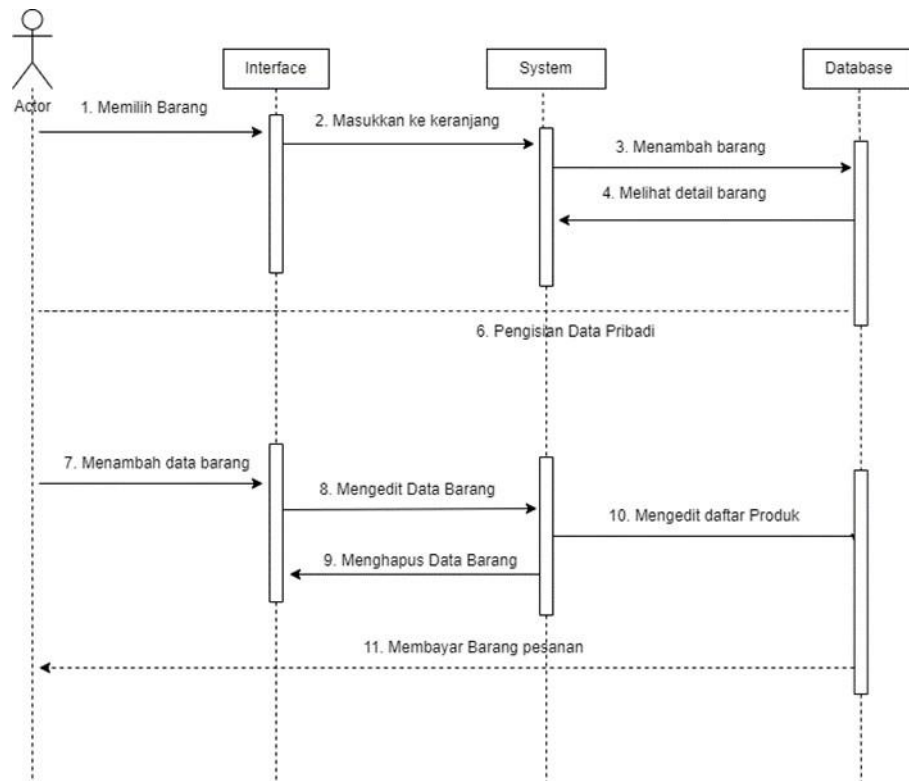 Interface
System
Database
Actor
1. Memilih Barang
2. Masukkan ke keranjang
3. Menambah barang
4. Melihat detail barang
6. Pengisian Data Pribadi
7. Menambah data barang
8. Mengedit Data Barang
10. Mengedit daftar Produk
9. Menghapus Data Barang
11. Membayar Barang pesanan